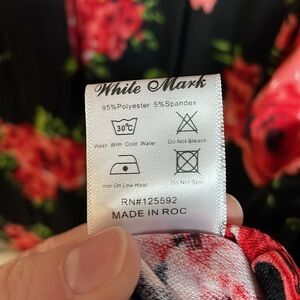 White Mark
95%Polyester 5%Spandex
30°C
Wash With Cold Water
Do Not Bleach
Iron On Low Heat
Do Not Spin
RN#125592
MADE IN ROC